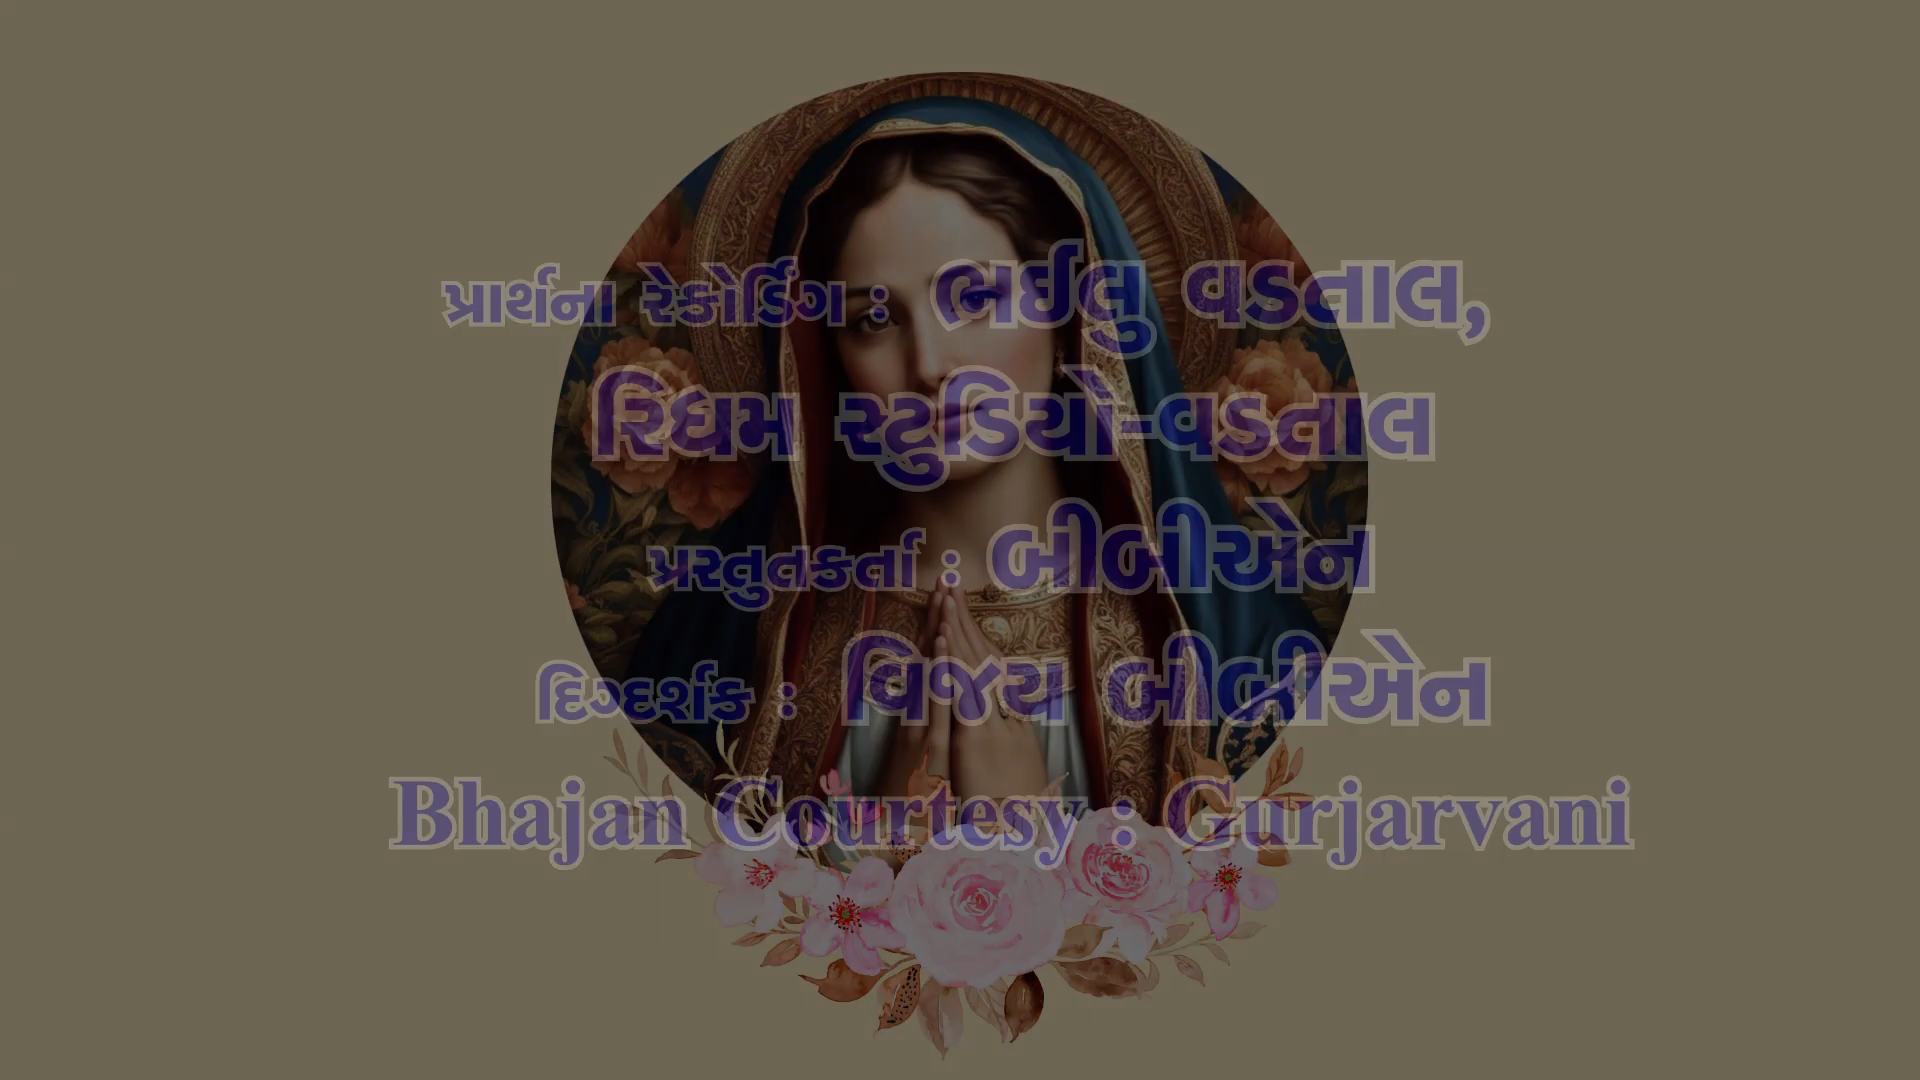 પ્રાર્થના રેકોર્ડિંગ : ભઈલુ વડતાલ,
રિધમ સ્ટુડિયો-વડતાલ
પ્રસ્તુતકર્તા : બીબીએન
દિગ્દર્શક : વિજય બીબીએન
Bhajan Courtesy : Gurjarvani